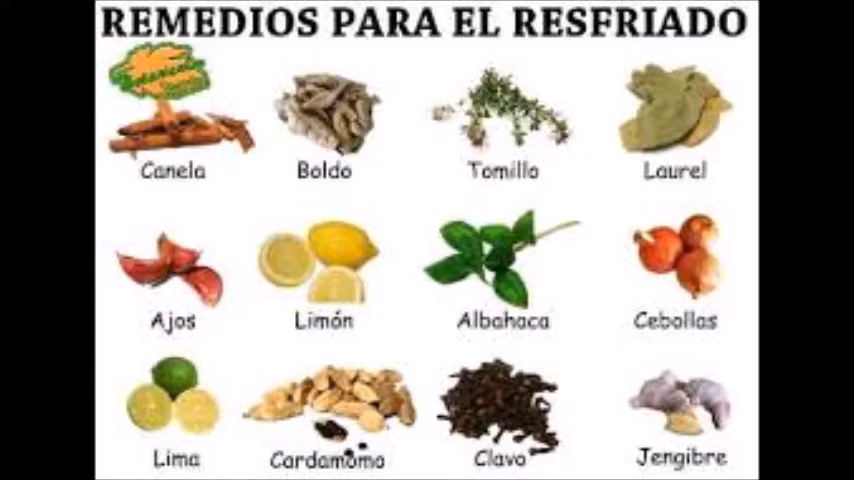 REMEDIOS PARA EL RESFRIADO
Canela
Boldo
Tomillo
Laurel
Ajos
Limón
Albahaca
Cebollas
Lima
Cardamomo
Clavo
Jengibre